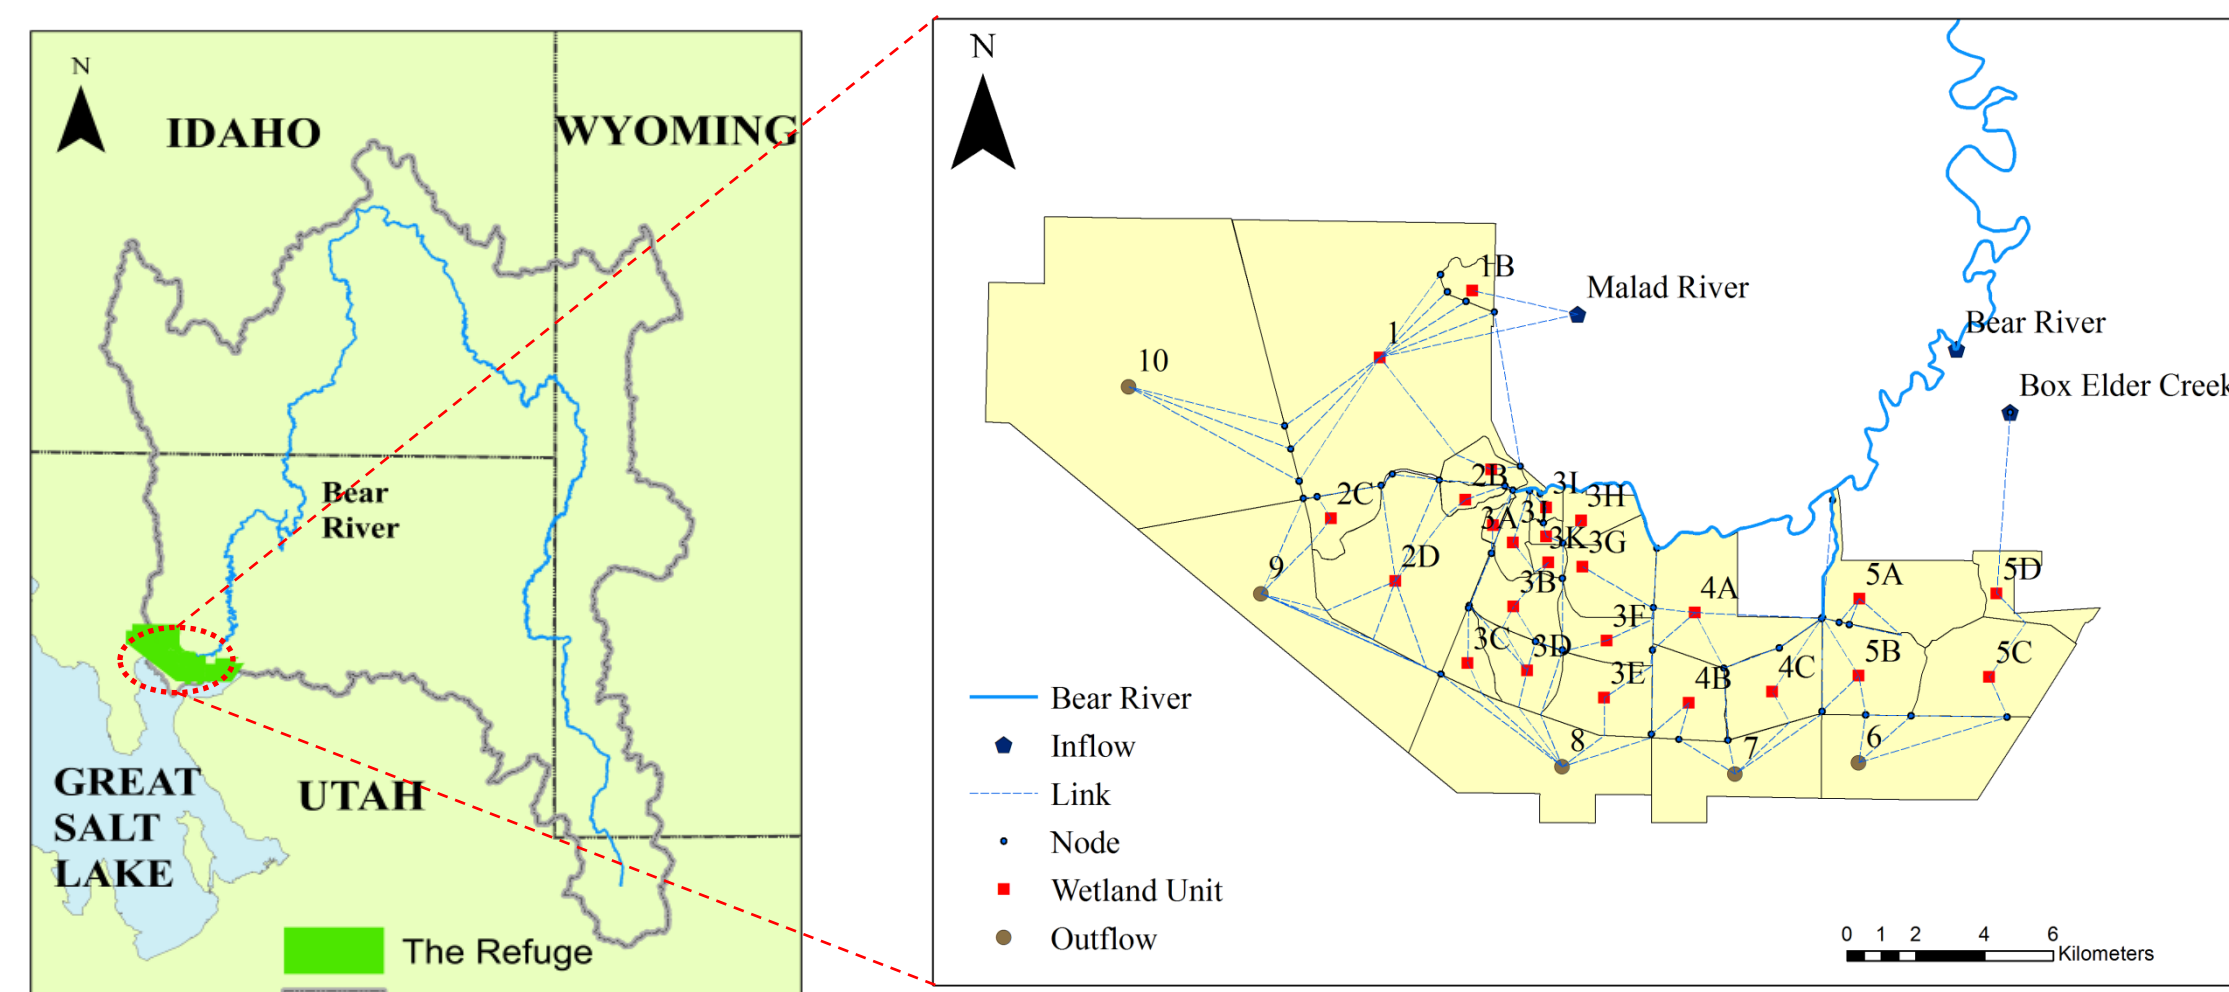 N
IDAHO
WYOMING
Bear
River
GREAT
SALT
LAKE
UTAH
The Refuge
N
1B
Malad River
1
Bear River
10
Box Elder Creek
2B
3I
3H
2C
3A
3J
3K
3G
2D
9
3B
4A
5A
5D
3F
3C
3D
3E
4B
4C
5B
5C
8
7
6
Bear River
Inflow
Link
Node
Wetland Unit
Outflow
0 1 2 4 6
Kilometers